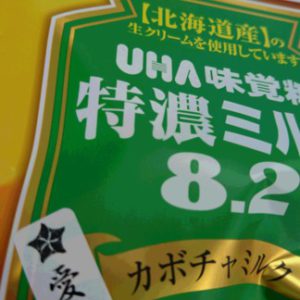 【北海道産】の
生クリームを使用しています
UHA味覚糖
特濃ミル
8.2
カボチャミルク
愛